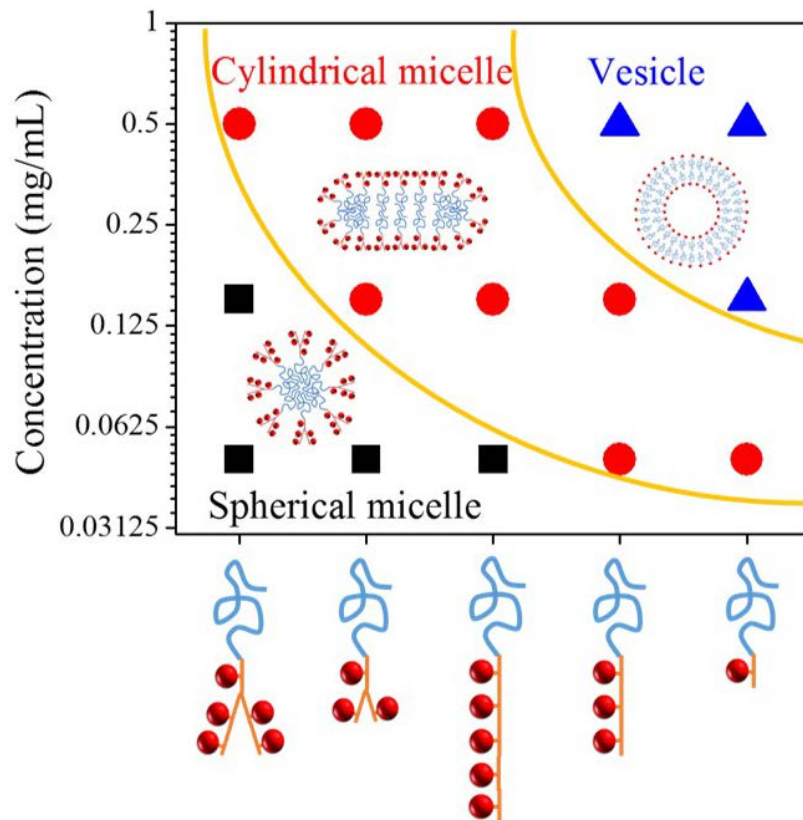 Concentration (mg/mL)
1
0.5
0.25
0.125
0.0625
0.03125
Cylindrical micelle
Vesicle
Spherical micelle